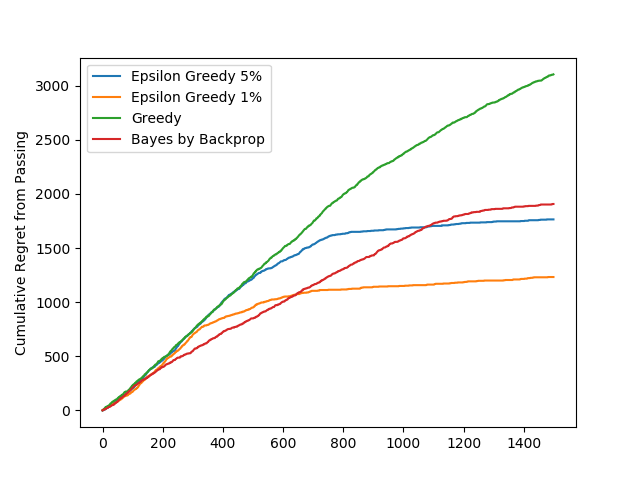 Epsilon Greedy 5%
Epsilon Greedy 1%
Greedy
Bayes by Backprop
Cumulative Regret from Passing
3000
2500
2000
1500
1000
500
0
0 200 400 600 800 1000 1200 1400